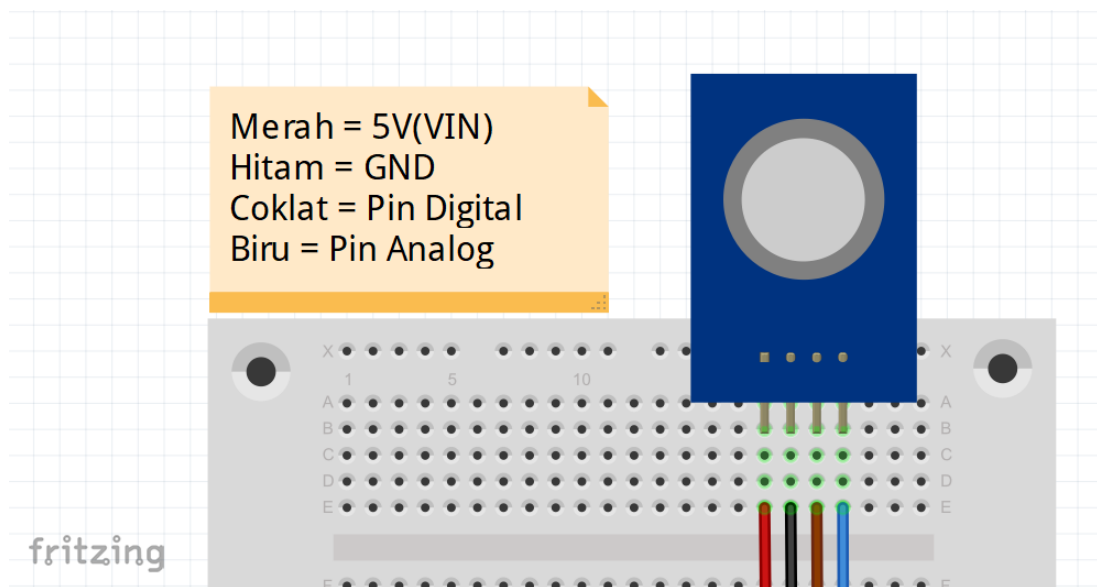 Merah = 5V(VIN)
Hitam = GND
Coklat = Pin Digital
Biru = Pin Analog
X X
1 5 10
A A
B B
C C
D D
E E
F F
fritzing